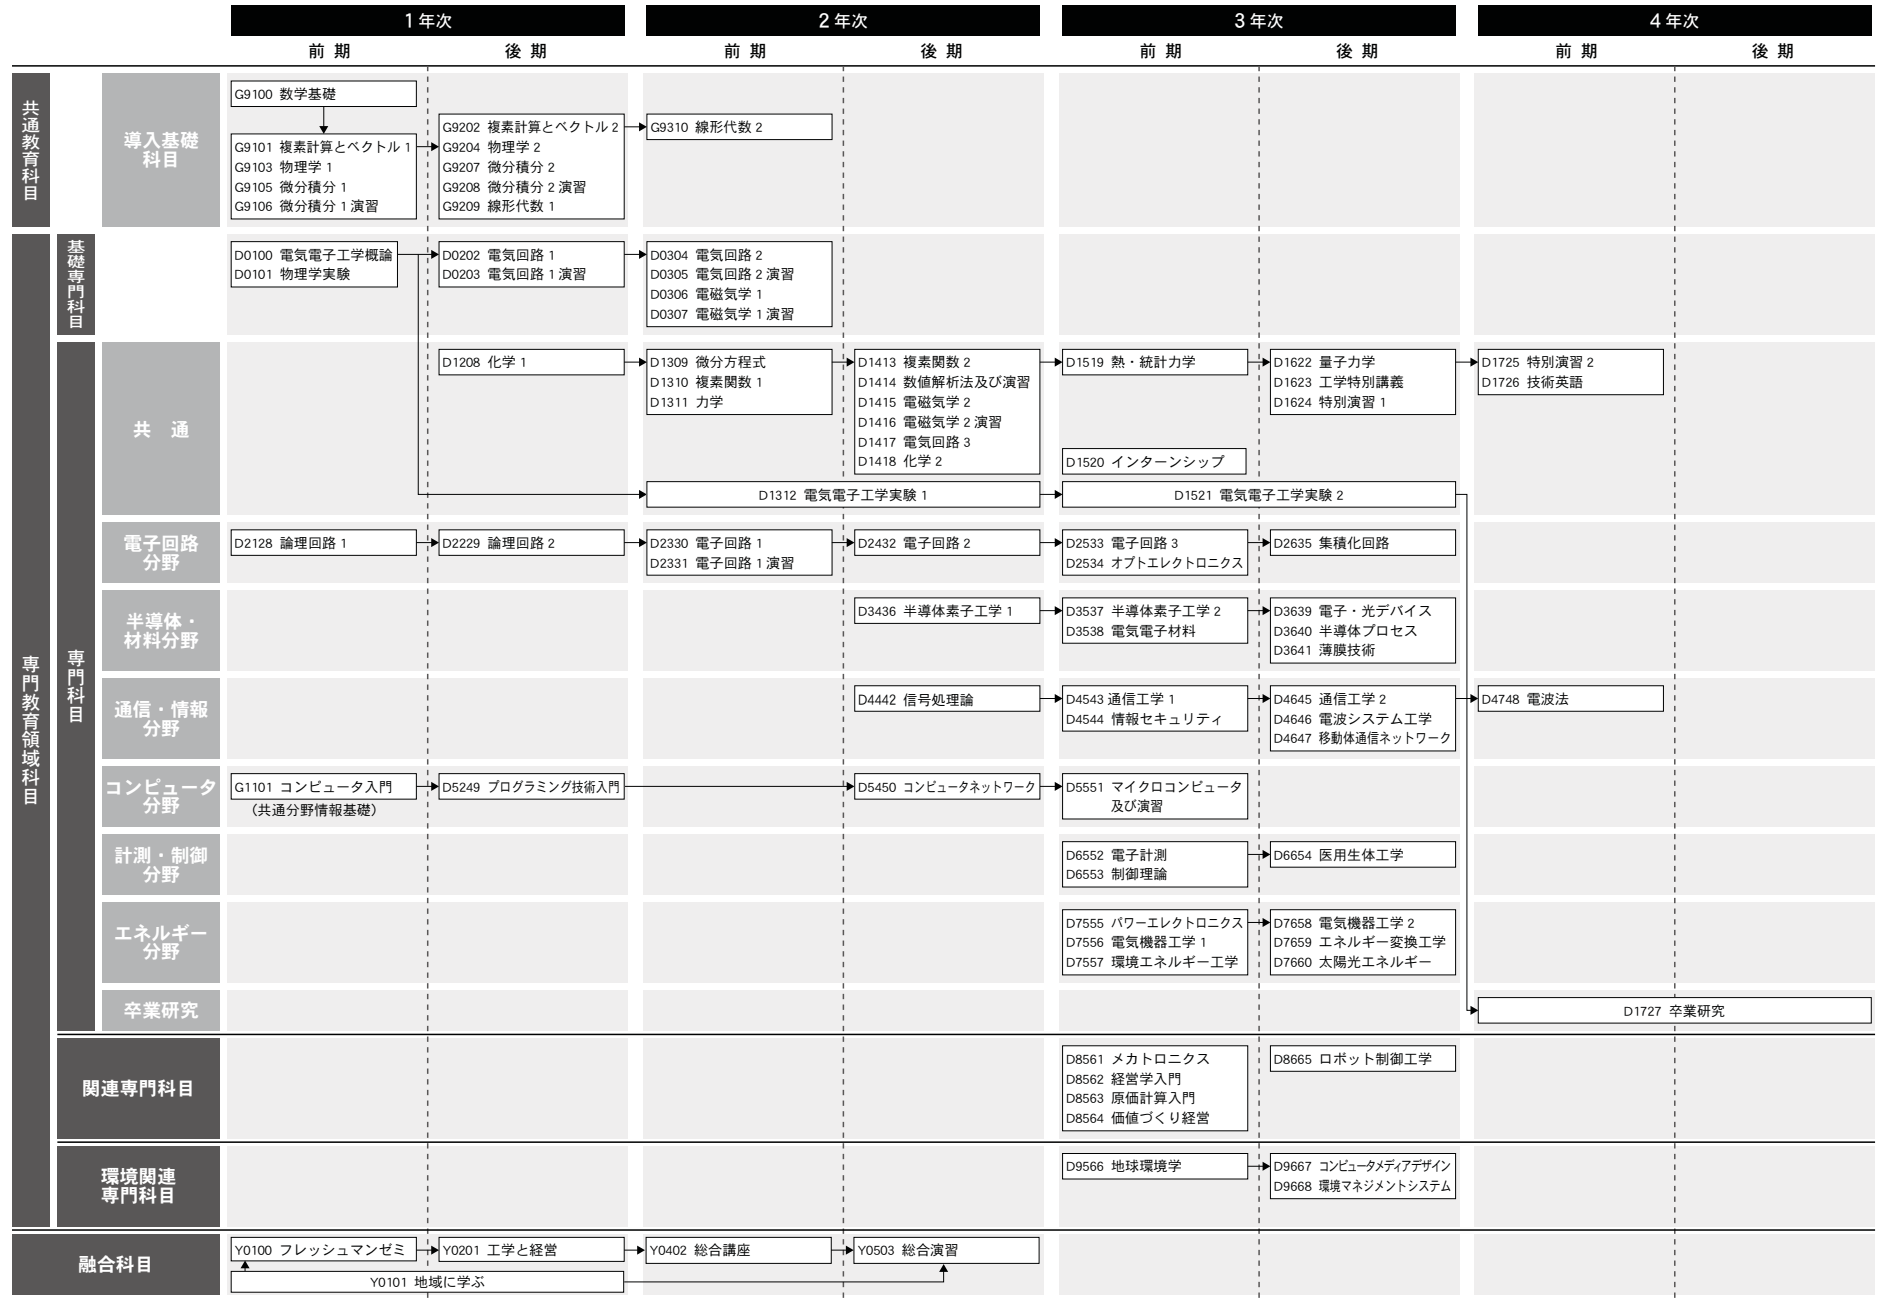 1 年次
2 年次
3 年次
4 年次
前 期
後 期
前 期
後 期
前 期
後 期
前 期
後 期
共通教育科目
導入基礎
科目
G9100 数学基礎
G9101 複素計算とベクトル 1
G9103 物理学 1
G9105 微分積分 1
G9106 微分積分 1 演習
G9202 複素計算とベクトル 2
G9204 物理学 2
G9207 微分積分 2
G9208 微分積分 2 演習
G9209 線形代数 1
G9310 線形代数 2
専門教育領域科目
基礎専門科目
D0100 電気電子工学概論
D0101 物理学実験
D0202 電気回路 1
D0203 電気回路 1 演習
D0304 電気回路 2
D0305 電気回路 2 演習
D0306 電磁気学 1
D0307 電磁気学 1 演習
専門科目
共 通
D1208 化学 1
D1309 微分方程式
D1310 複素関数 1
D1311 力学
D1413 複素関数 2
D1414 数値解析法及び演習
D1415 電磁気学 2
D1416 電磁気学 2 演習
D1417 電気回路 3
D1418 化学 2
D1519 熱・統計力学
D1520 インターンシップ
D1622 量子力学
D1623 工学特別講義
D1624 特別演習 1
D1725 特別演習 2
D1726 技術英語
D1312 電気電子工学実験 1
D1521 電気電子工学実験 2
電子回路
分野
D2128 論理回路 1
D2229 論理回路 2
D2330 電子回路 1
D2331 電子回路 1 演習
D2432 電子回路 2
D2533 電子回路 3
D2534 オプトエレクトロニクス
D2635 集積化回路
半導体・
材料分野
D3436 半導体素子工学 1
D3537 半導体素子工学 2
D3538 電気電子材料
D3639 電子・光デバイス
D3640 半導体プロセス
D3641 薄膜技術
通信・情報
分野
D4442 信号処理論
D4543 通信工学 1
D4544 情報セキュリティ
D4645 通信工学 2
D4646 電波システム工学
D4647 移動体通信ネットワーク
D4748 電波法
コンピュータ
分野
G1101 コンピュータ入門
（共通分野情報基礎）
D5249 プログラミング技術入門
D5450 コンピュータネットワーク
D5551 マイクロコンピュータ
及び演習
計測・制御
分野
D6552 電子計測
D6553 制御理論
D6654 医用生体工学
エネルギー
分野
D7555 パワーエレクトロニクス
D7556 電気機器工学 1
D7557 環境エネルギー工学
D7658 電気機器工学 2
D7659 エネルギー変換工学
D7660 太陽光エネルギー
卒業研究
D1727 卒業研究
関連専門科目
D8561 メカトロニクス
D8562 経営学入門
D8563 原価計算入門
D8564 価値づくり経営
D8665 ロボット制御工学
環境関連
専門科目
D9566 地球環境学
D9667 コンピュータメディアデザイン
D9668 環境マネジメントシステム
融合科目
Y0100 フレッシュマンゼミ
Y0201 工学と経営
Y0402 総合講座
Y0503 総合演習
Y0101 地域に学ぶ